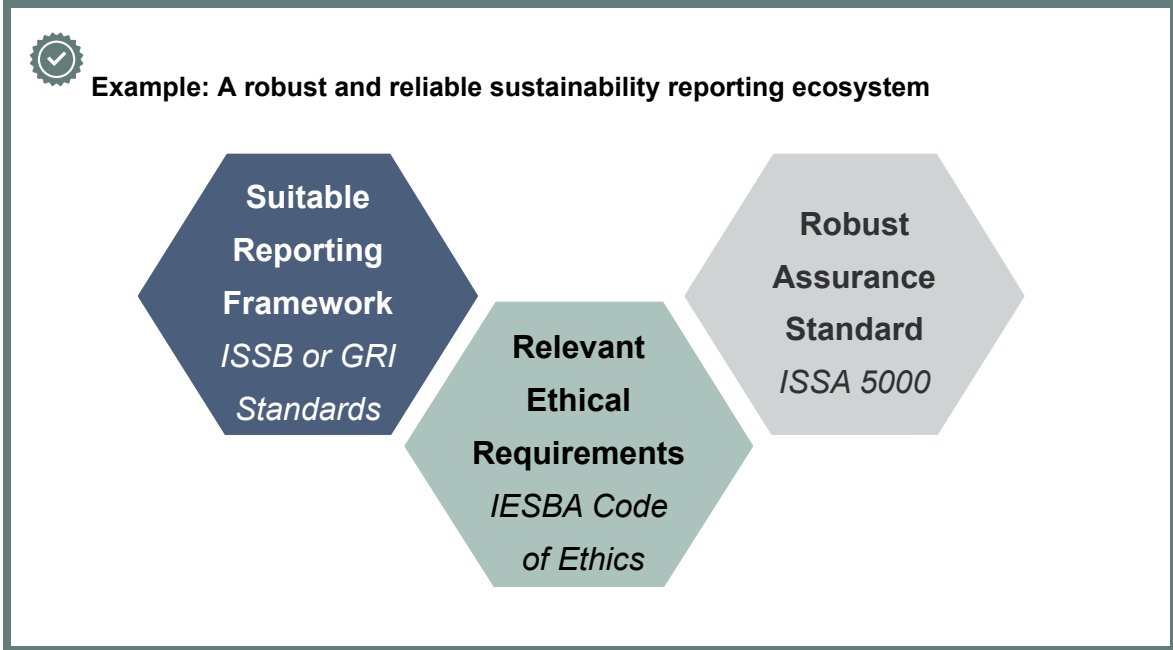 Example: A robust and reliable sustainability reporting ecosystem
Suitable
Reporting
Framework
ISSB or GRI
Standards
Relevant
Ethical
Requirements
IESBA Code
of Ethics
Robust
Assurance
Standard
ISSA 5000